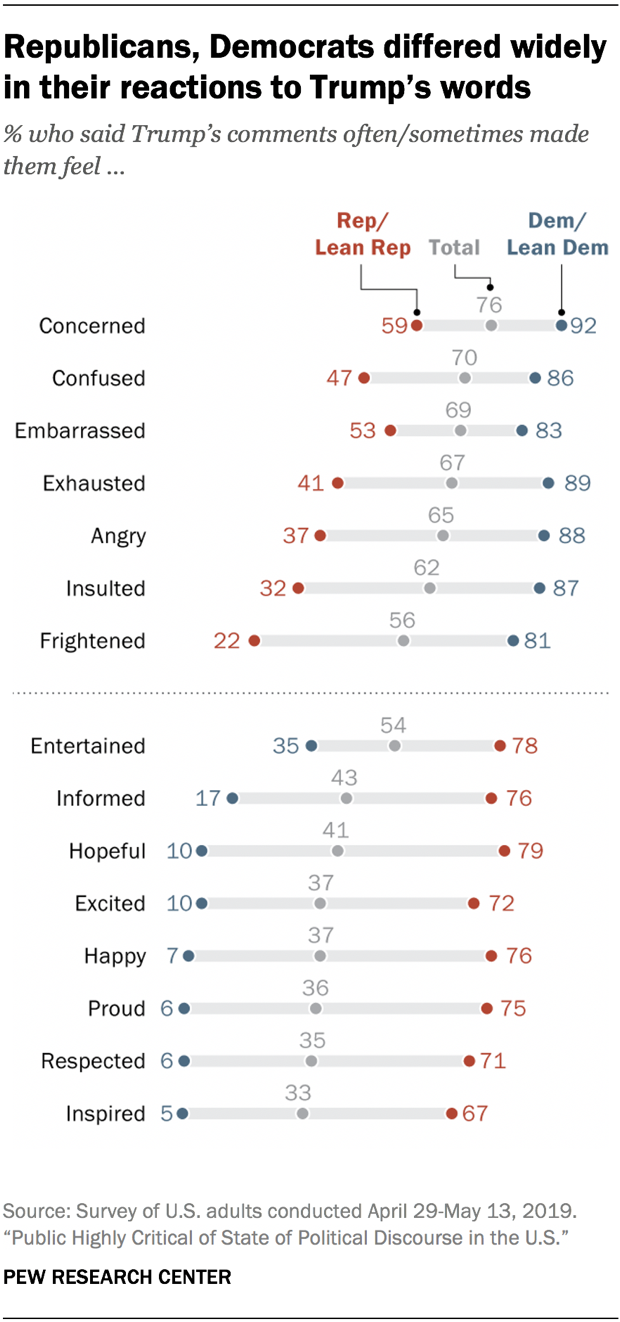 Republicans, Democrats differed widely
in their reactions to Trump’s words
% who said Trump’s comments often/sometimes made
them feel ...
Rep/
Lean Rep
Total
Dem/
Lean Dem
Concerned 59 76 92
Confused 47 70 86
Embarrassed 53 69 83
Exhausted 41 67 89
Angry 37 65 88
Insulted 32 62 87
Frightened 22 56 81
Entertained 35 54 78
Informed 17 43 76
Hopeful 10 41 79
Excited 10 37 72
Happy 7 37 76
Proud 6 36 75
Respected 6 35 71
Inspired 5 33 67
Source: Survey of U.S. adults conducted April 29-May 13, 2019.
“Public Highly Critical of State of Political Discourse in the U.S.”
PEW RESEARCH CENTER